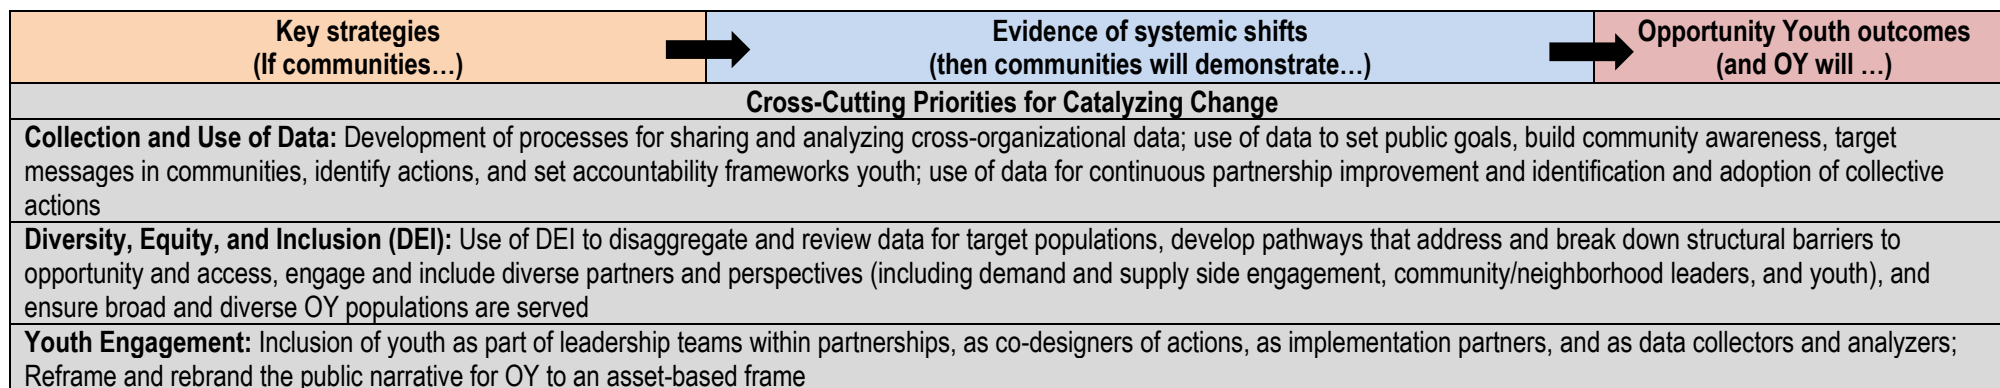 Key strategies
(If communities…)
Evidence of systemic shifts
(then communities will demonstrate…)
Opportunity Youth outcomes
(and OY will …)
Cross-Cutting Priorities for Catalyzing Change
Collection and Use of Data: Development of processes for sharing and analyzing cross-organizational data; use of data to set public goals, build community awareness, target
messages in communities, identify actions, and set accountability frameworks youth; use of data for continuous partnership improvement and identification and adoption of collective
actions
Diversity, Equity, and Inclusion (DEI): Use of DEI to disaggregate and review data for target populations, develop pathways that address and break down structural barriers to
opportunity and access, engage and include diverse partners and perspectives (including demand and supply side engagement, community/neighborhood leaders, and youth), and
ensure broad and diverse OY populations are served
Youth Engagement: Inclusion of youth as part of leadership teams within partnerships, as co-designers of actions, as implementation partners, and as data collectors and analyzers;
Reframe and rebrand the public narrative for OY to an asset-based frame